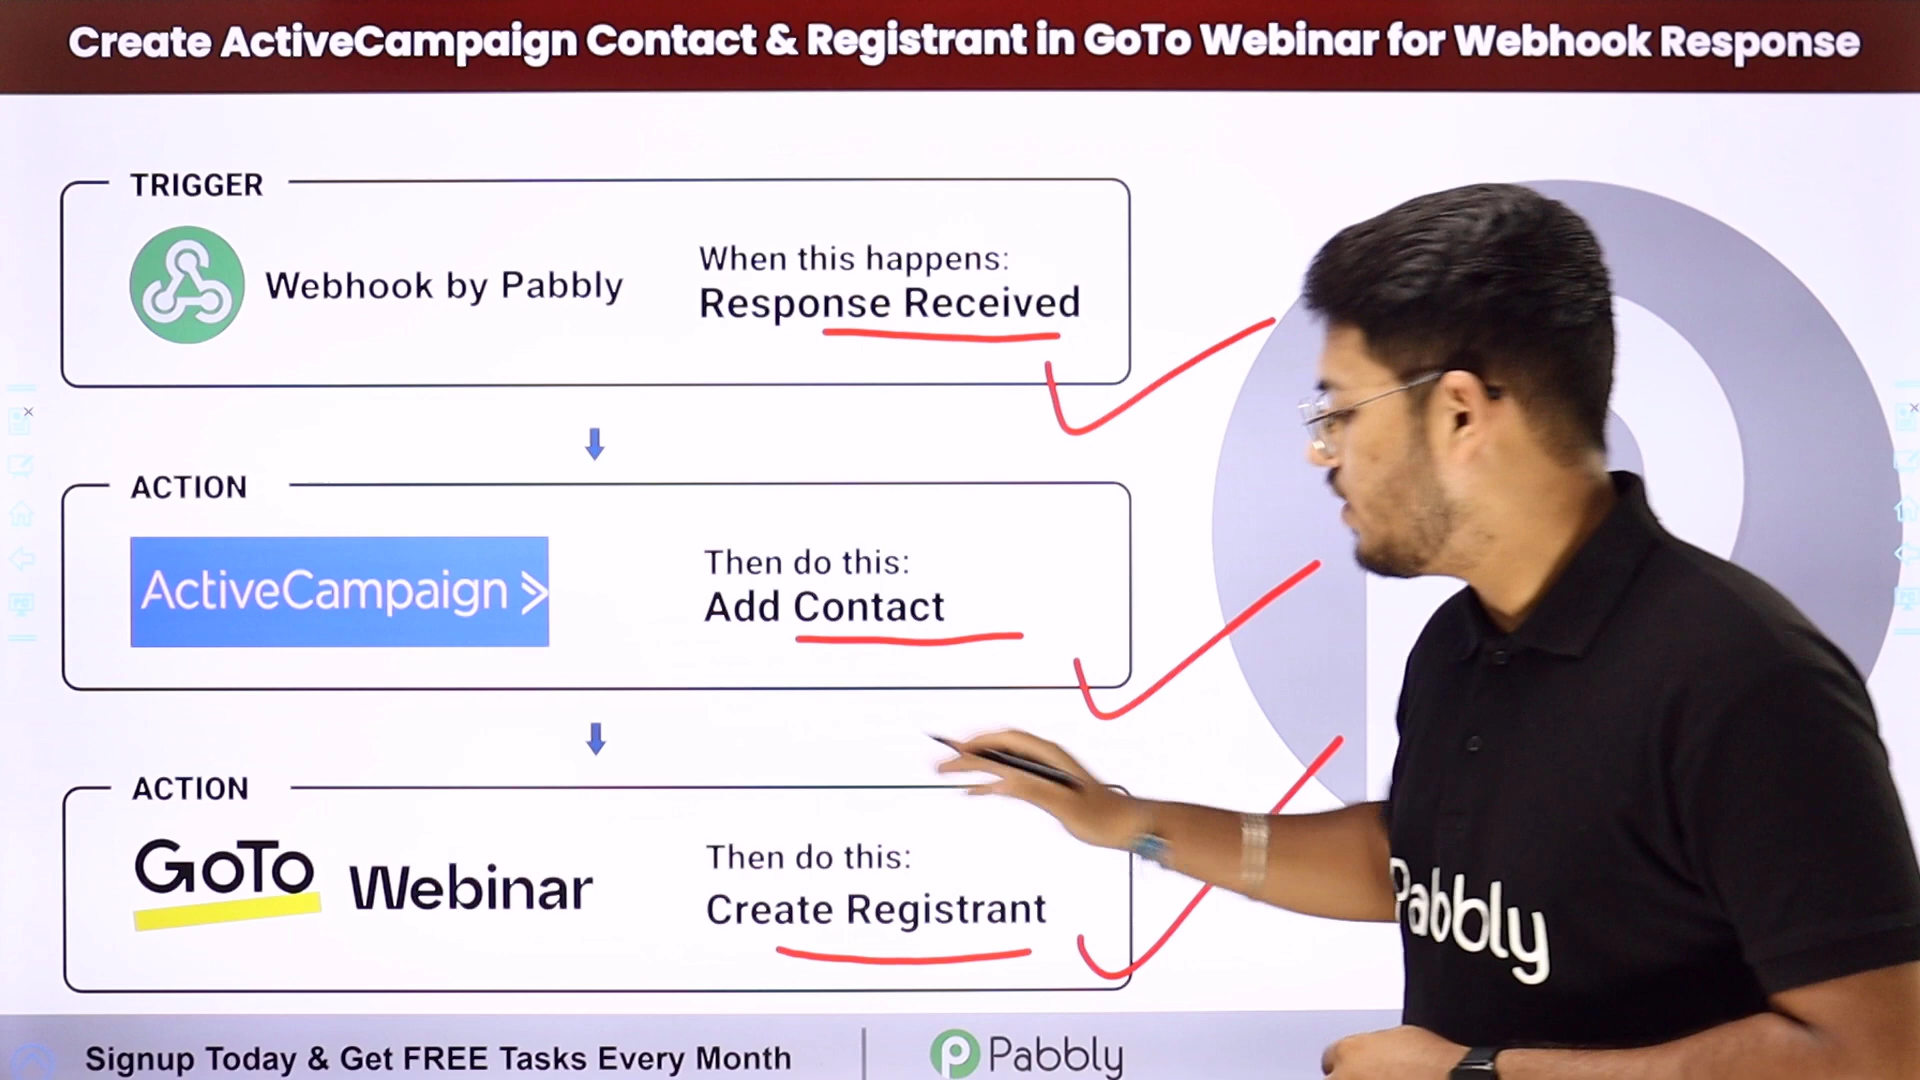 Create ActiveCampaign Contact & Registrant in GoTo Webinar for Webhook Response
TRIGGER
Webhook by Pabbly
When this happens:
Response Received
ACTION
ActiveCampaign
Then do this:
Add Contact
ACTION
GoTo Webinar
Then do this:
Create Registrant
Pabbly
Signup Today & Get FREE Tasks Every Month
Pabbly